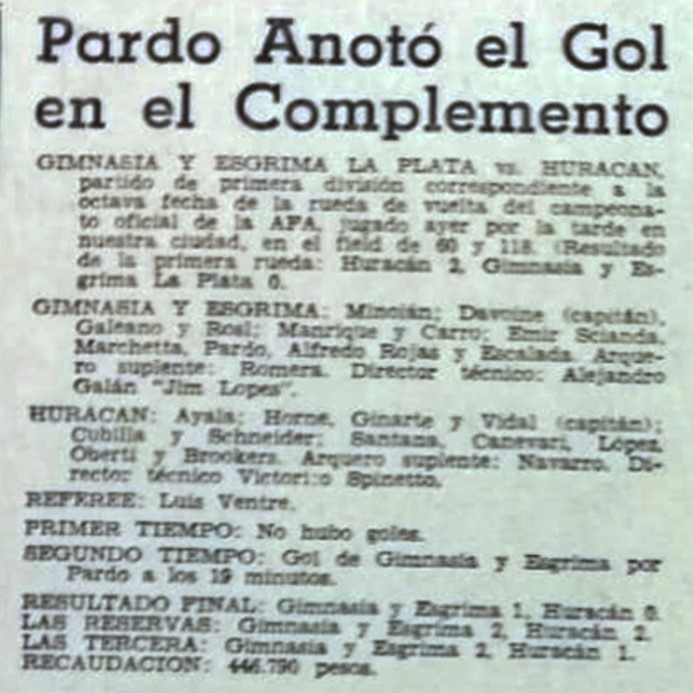 Pardo Anotó el Gol
en el Complemento
GIMNASIA Y ESGRIMA LA PLATA vs. HURACAN,
partido de primera división correspondiente a la
octava fecha de la rueda de vuelta del campeona-
to oficial de la AFA, jugado ayer por la tarde en
nuestra ciudad, en el field de 60 y 118. (Resultado
de la primera rueda: Huracán 2, Gimnasia y Es-
grima La Plata 0.
GIMNASIA Y ESGRIMA: Minoián; Davoine (capitán),
Galeano y Rosl; Manrique y Carro; Emir Scianda,
Marchetta, Pardo, Alfredo Rojas y Escalada. Arque-
ro suplente: Romera. Director técnico: Alejandro
Galán "Jim Lopes".
HURACAN: Ayala; Horne, Ginarte y Vidal (capitán);
Cubilla y Schneider; Santana, Canevari, López,
Oberti y Brookers. Arquero suplente: Navarro. Di-
rector técnico Victorio Spinetto.
REFEREE: Luis Ventre.
PRIMER TIEMPO: No hubo goles.
SEGUNDO TIEMPO: Gol de Gimnasia y Esgrima por
Pardo a los 19 minutos.
RESULTADO FINAL: Gimnasia y Esgrima 1, Huracán 0.
LAS RESERVAS: Gimnasia y Esgrima 2, Huracán 2.
LAS TERCERA: Gimnasia y Esgrima 2, Huracán 1.
RECAUDACION: 446.790 pesos.